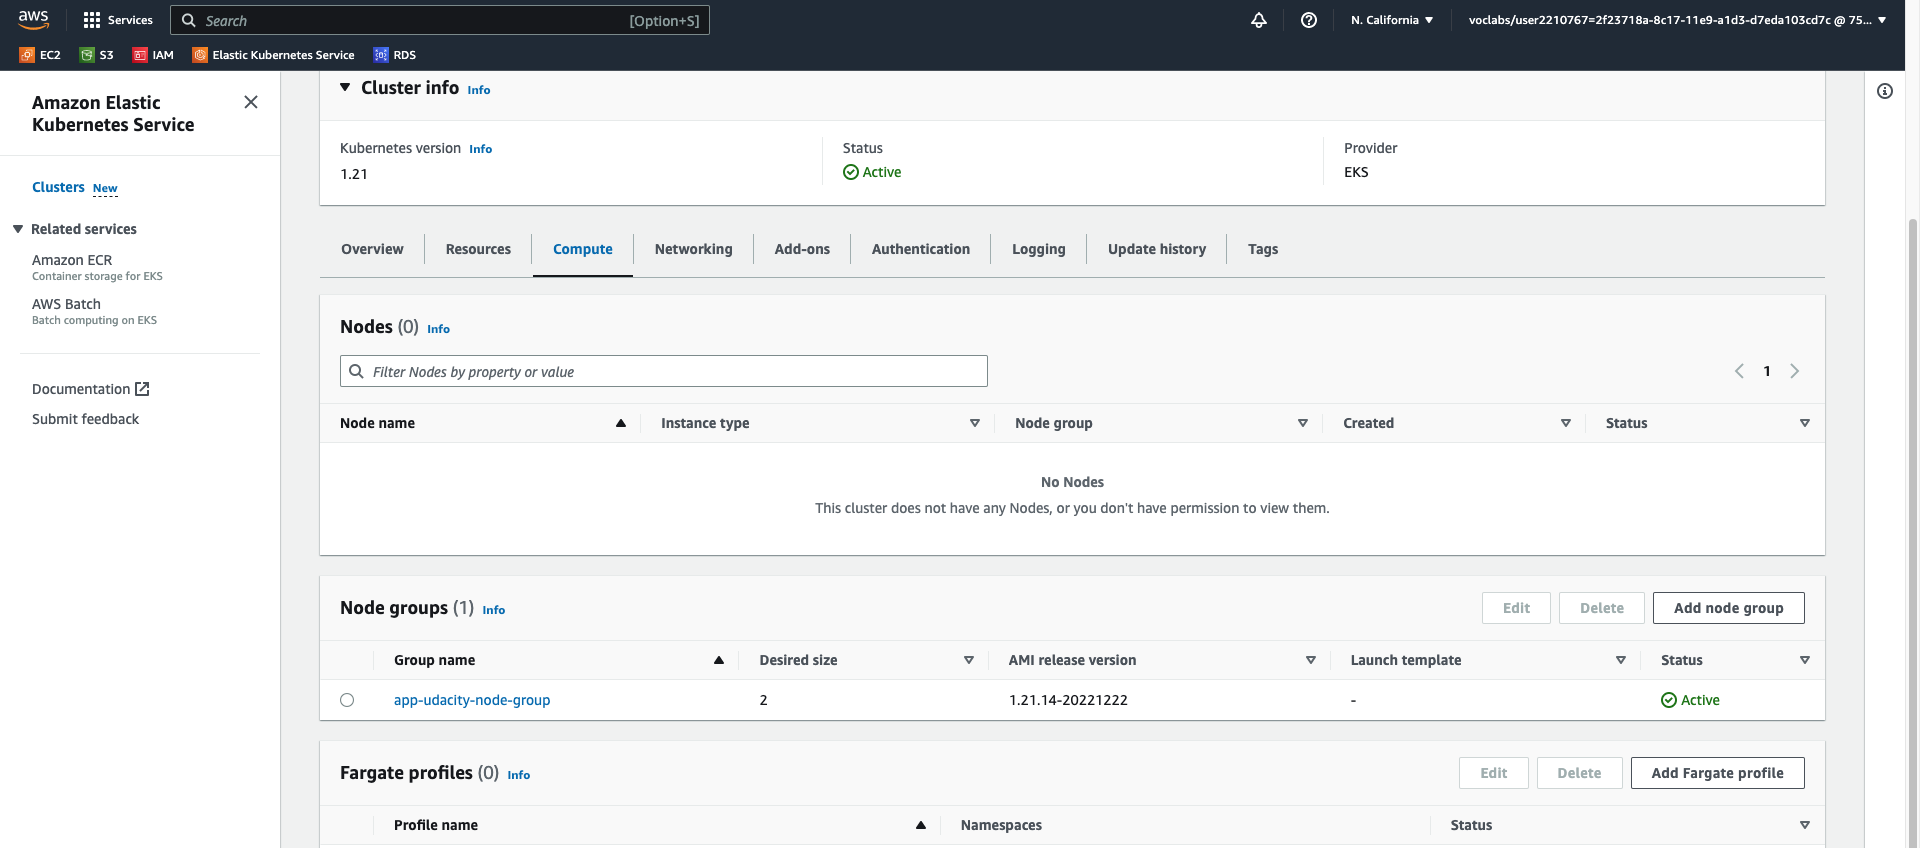 aws Services Search [Option+S] N. California voclabs/user2210767=2f23718a-8c17-11e9-a1d3-d7eda103cd7c @ 75...
EC2 S3 IAM Elastic Kubernetes Service RDS
Amazon Elastic
Kubernetes Service
Clusters New
Related services
Amazon ECR
Container storage for EKS
AWS Batch
Batch computing on EKS
Documentation
Submit feedback
Cluster info Info
Kubernetes version Info
1.21
Status
Active
Provider
EKS
Overview Resources Compute Networking Add-ons Authentication Logging Update history Tags
Nodes (0) Info
Filter Nodes by property or value
1
Node name Instance type Node group Created Status
No Nodes
This cluster does not have any Nodes, or you don't have permission to view them.
Node groups (1) Info
Edit Delete Add node group
Group name Desired size AMI release version Launch template Status
app-udacity-node-group 2 1.21.14-20221222 - Active
Fargate profiles (0) Info
Edit Delete Add Fargate profile
Profile name Namespaces Status